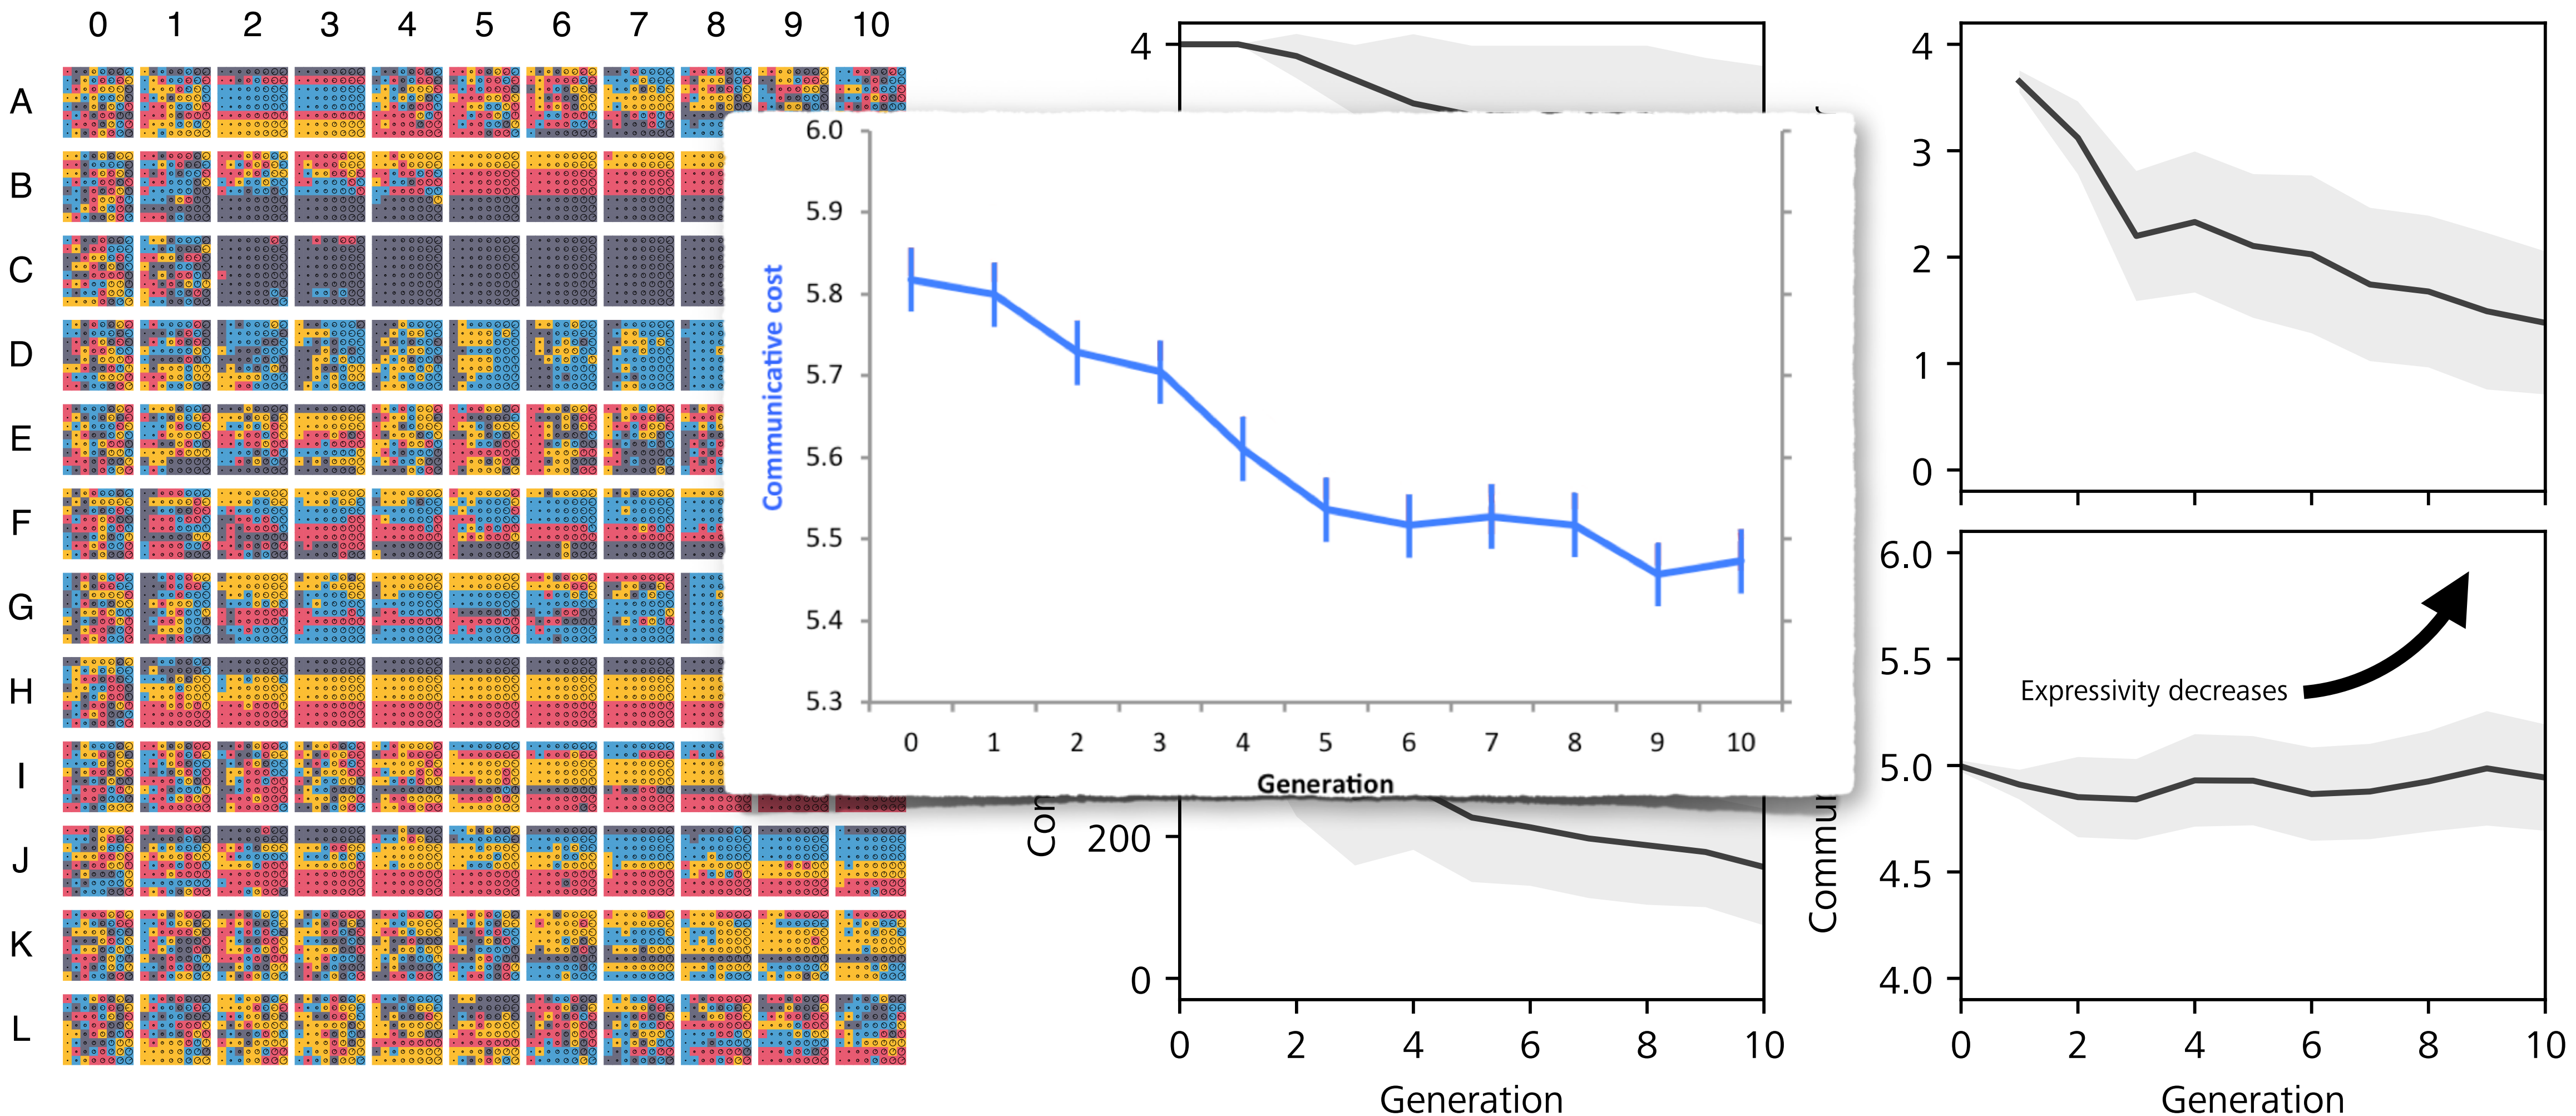 0 1 2 3 4 5 6 7 8 9 10
A
B
C
D
E
F
G
H
I
J
K
L
4
200
0
0 2 4 6 8 10
Generation
6.0
5.9
5.8
5.7
5.6
5.5
5.4
5.3
Communicative cost
0 1 2 3 4 5 6 7 8 9 10
Generation
4
3
2
1
0
6.0
5.5
5.0
4.5
4.0
Expressivity decreases
0 2 4 6 8 10
Generation